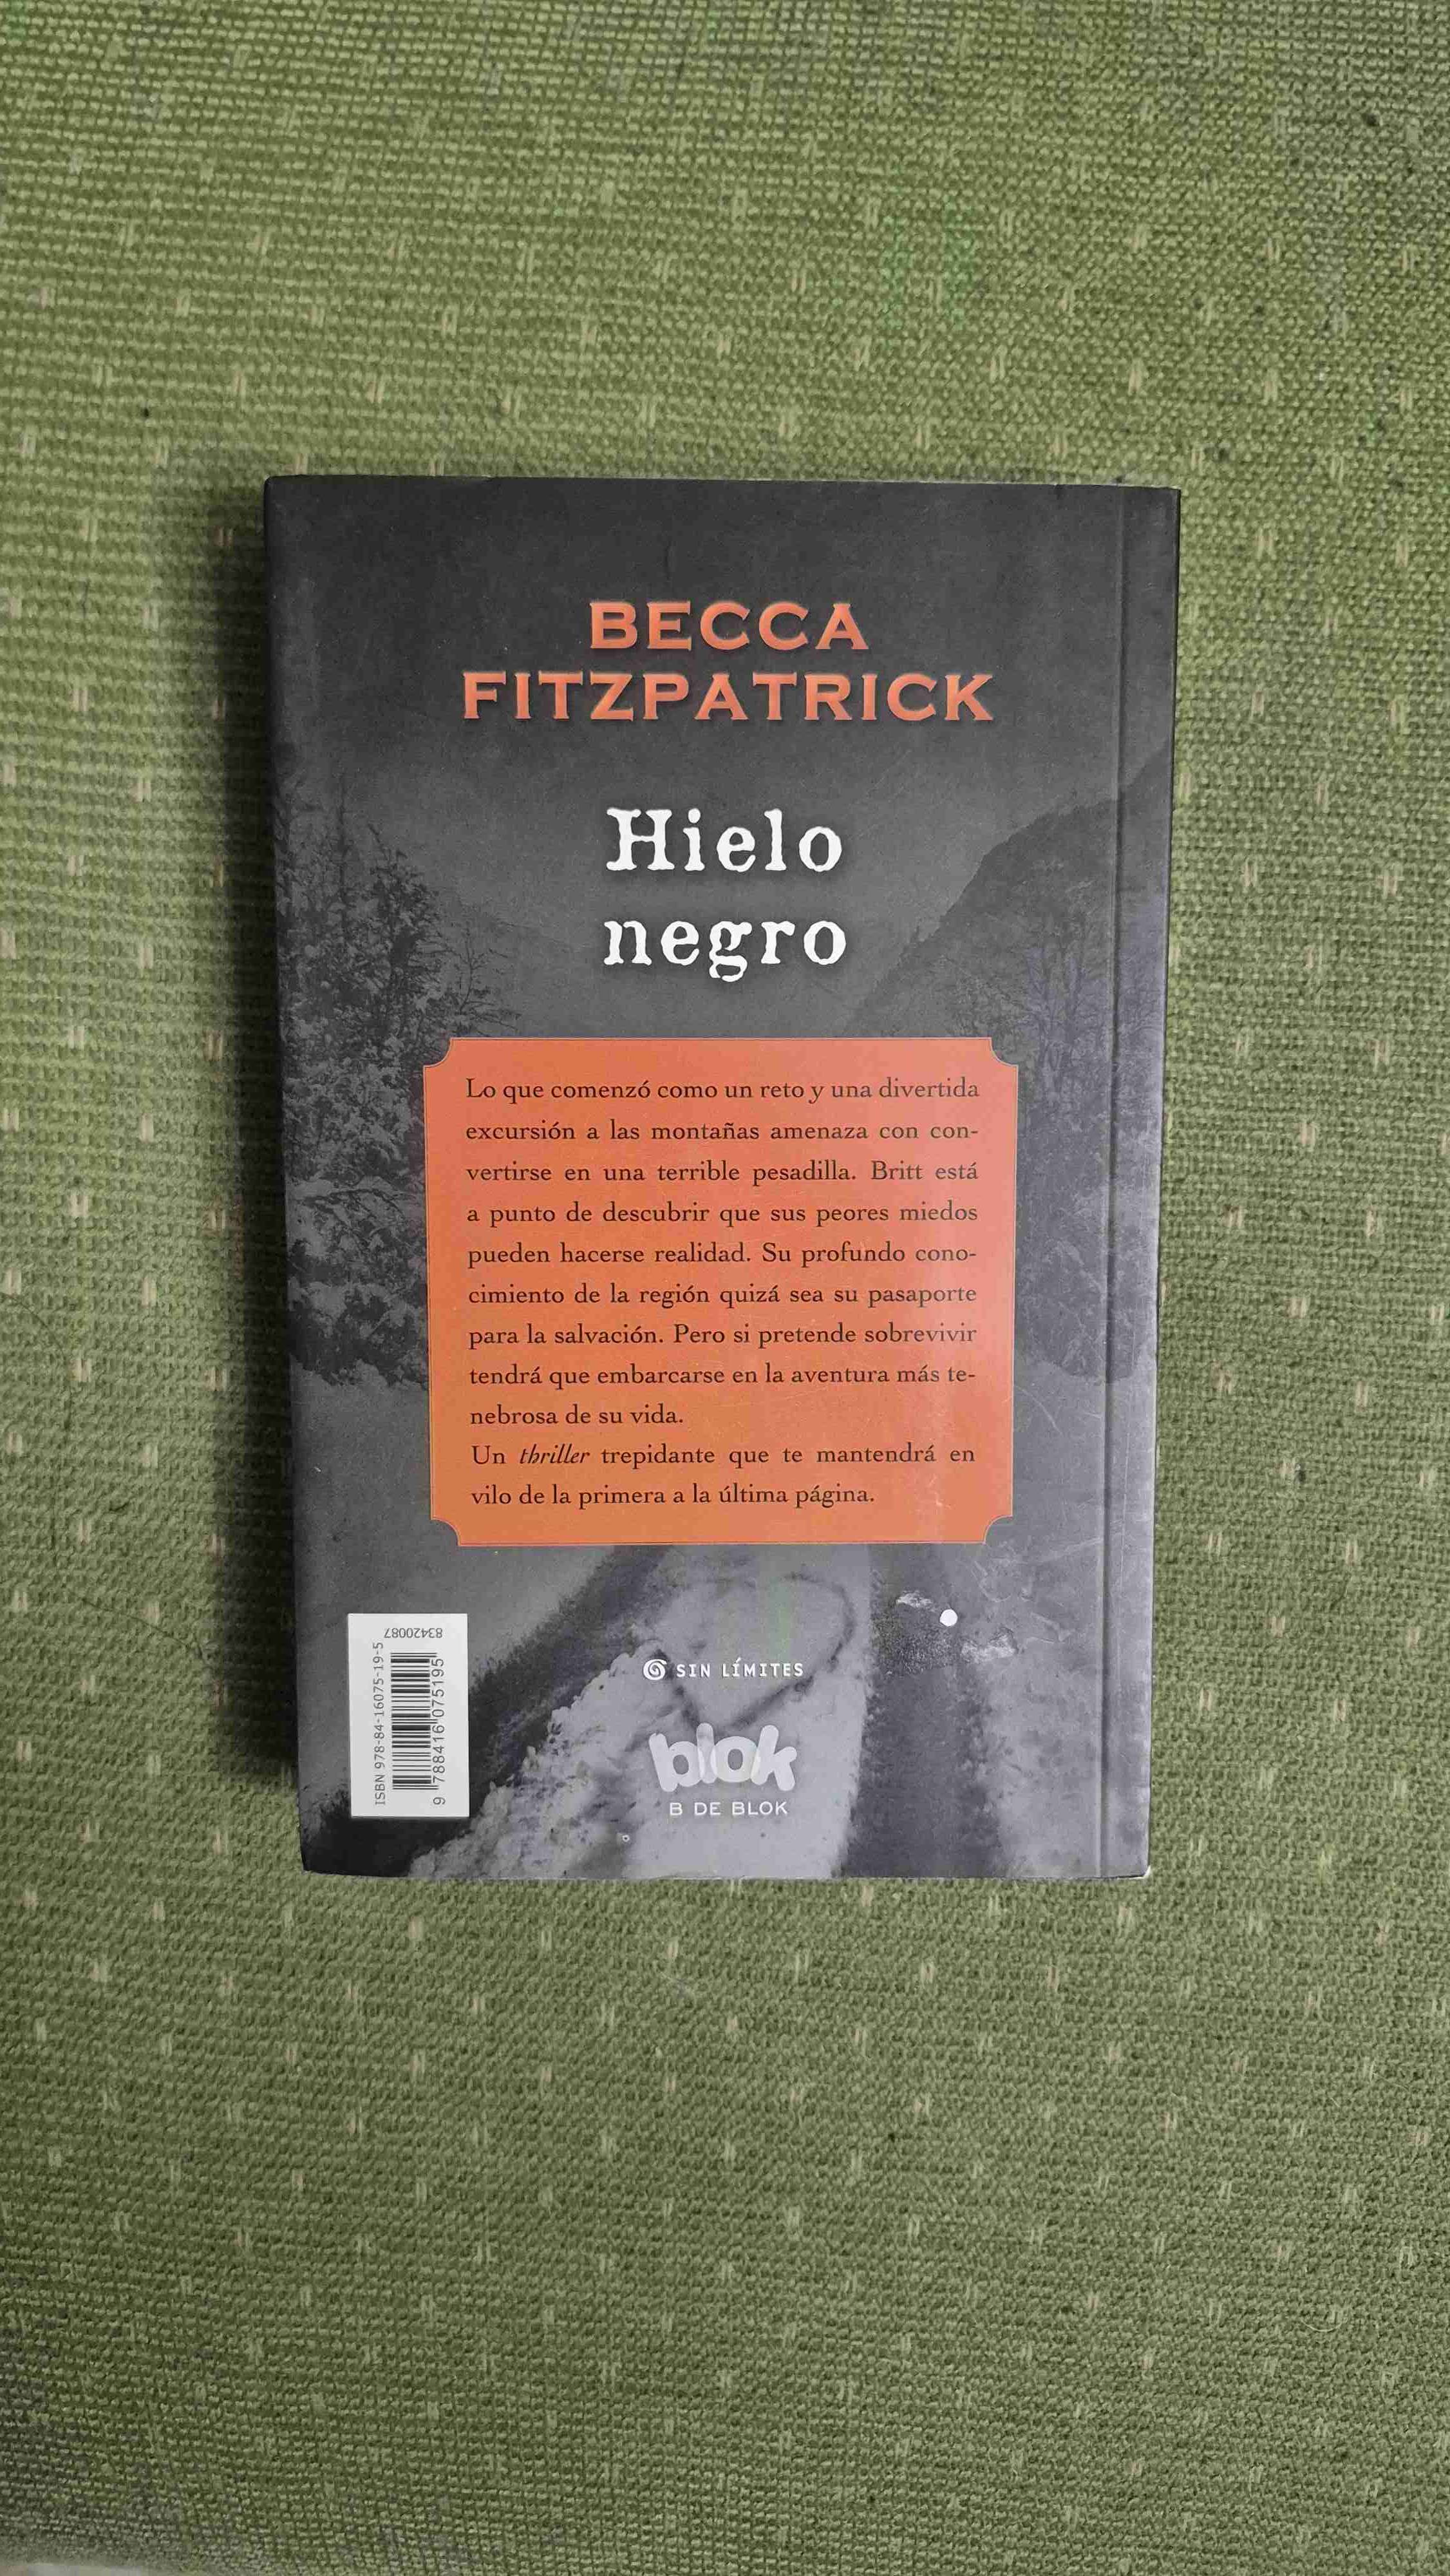 BECCA
FITZPATRICK
Hielo
negro
Lo que comenzó como un reto y una divertida
excursión a las montañas amenaza con con-
vertirse en una terrible pesadilla. Britt está
a punto de descubrir que sus peores miedos
pueden hacerse realidad. Su profundo cono-
cimiento de la región quizá sea su pasaporte
para la salvación. Pero si pretende sobrevivir
tendrá que embarcarse en la aventura más te-
nebrosa de su vida.
Un thriller trepidante que te mantendrá en
vilo de la primera a la última página.
SIN LÍMITES
blok
B DE BLOK
ISBN 978-84-16075-19-5
9 788416 075195
83420087